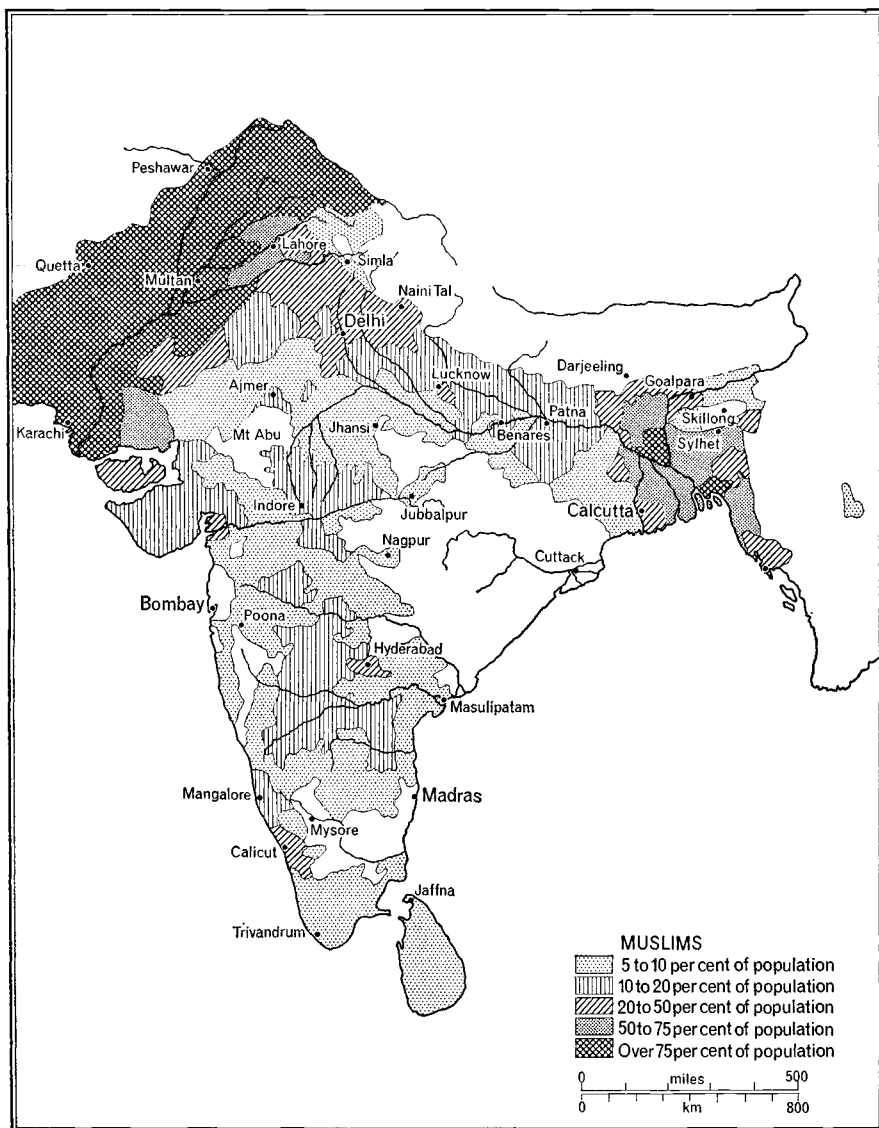 Peshawar
Lahore
Quetta
Simla
Multan
Naini Tal
Delhi
Darjeeling
Lucknow
Goalpara
Ajmer
Patna
Skillong
Karachi
Mt Abu
Jhansi
Benares
Sylhet
Indore
Jubbalpur
Calcutta
Nagpur
Cuttack
Bombay
Poona
Hyderabad
Masulipatam
Mangalore
Madras
Mysore
Calicut
Jaffna
Trivandrum
MUSLIMS
5 to 10 per cent of population
10 to 20 per cent of population
20 to 50 per cent of population
50 to 75 per cent of population
Over 75 per cent of population
0 miles 500
0 km 800